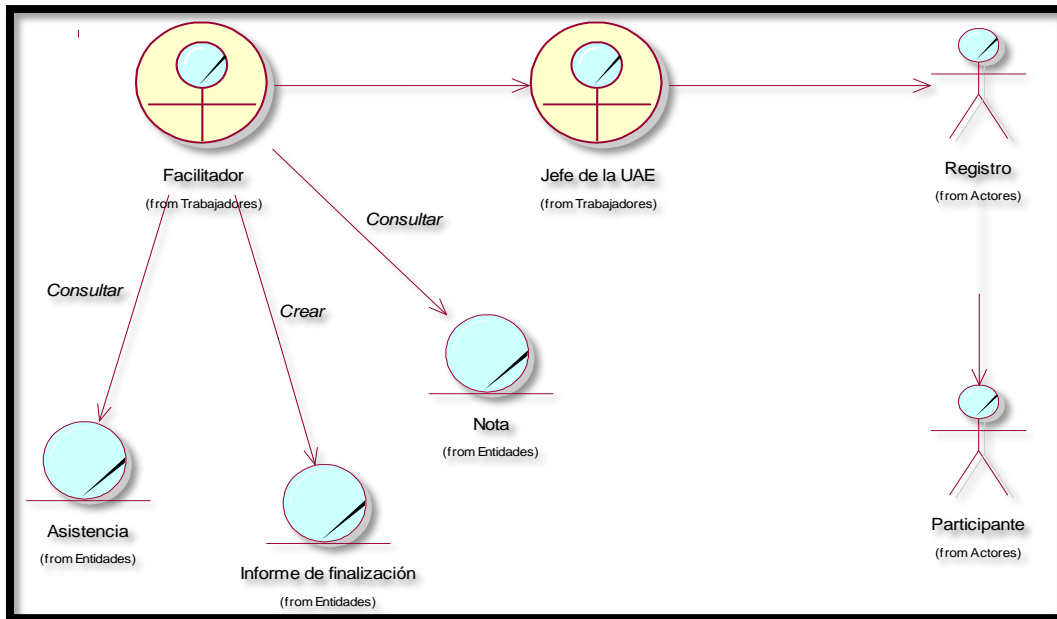 Facilitador
(from Trabajadores)
Jefe de la UAE
(from Trabajadores)
Registro
(from Actores)
Consultar
Consultar
Crear
Nota
(from Entidades)
Asistencia
(from Entidades)
Informe de finalización
(from Entidades)
Participante
(from Actores)